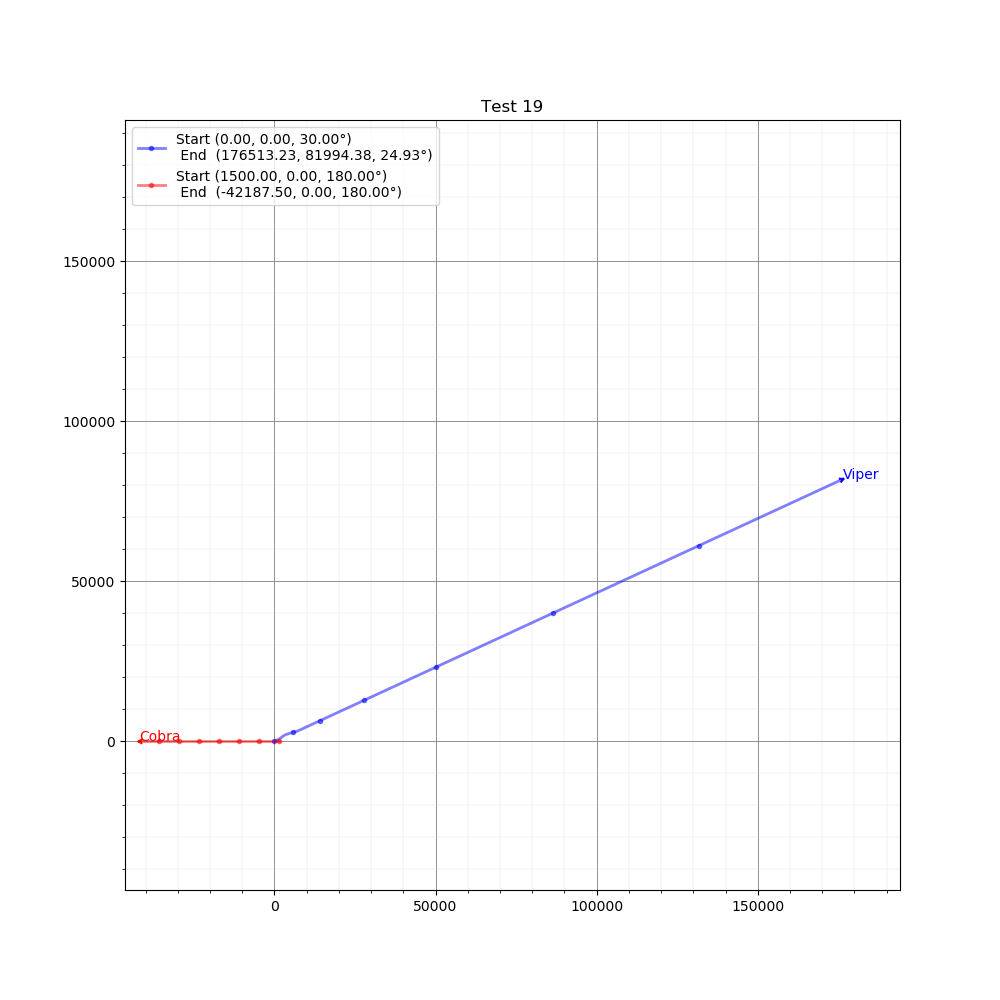 Test 19
Start (0.00, 0.00, 30.00°)
End (176513.23, 81994.38, 24.93°)
Start (1500.00, 0.00, 180.00°)
End (-42187.50, 0.00, 180.00°)
150000
100000
Viper
50000
Cobra
0
0 50000 100000 150000